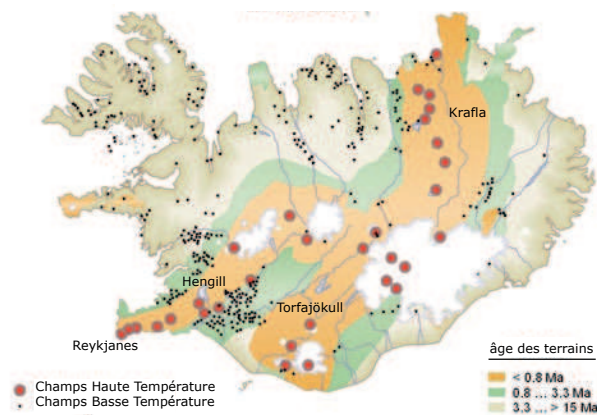 Krafla
Hengill
Torfajökull
Reykjanes
Champs Haute Température
Champs Basse Température
âge des terrains
< 0.8 Ma
0.8 ... 3.3 Ma
3.3 ... > 15 Ma